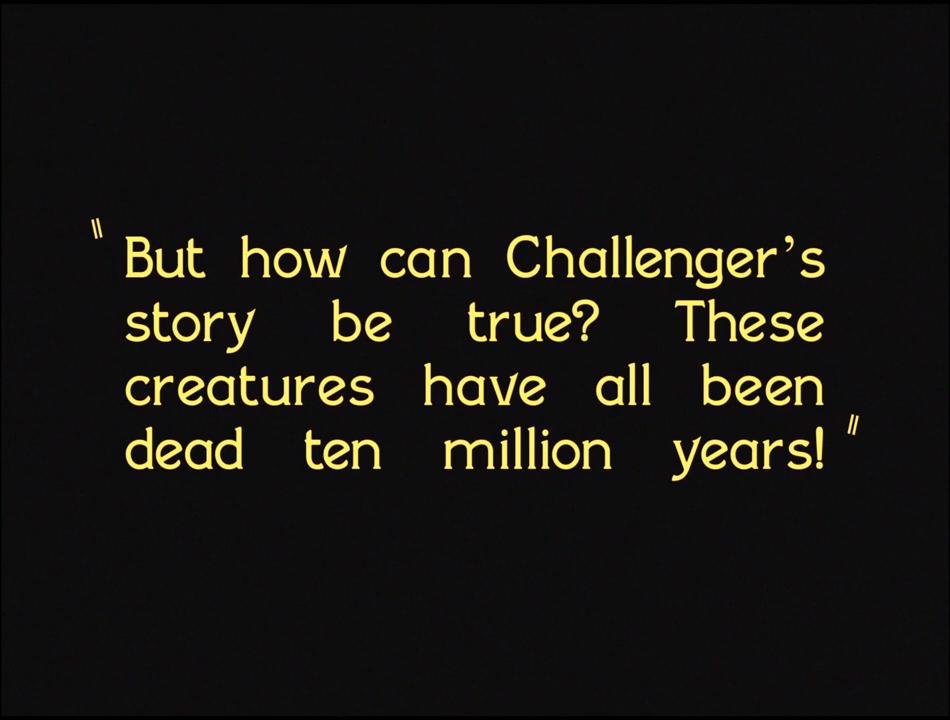 "But how can Challenger's
story be true? These
creatures have all been
dead ten million years!"